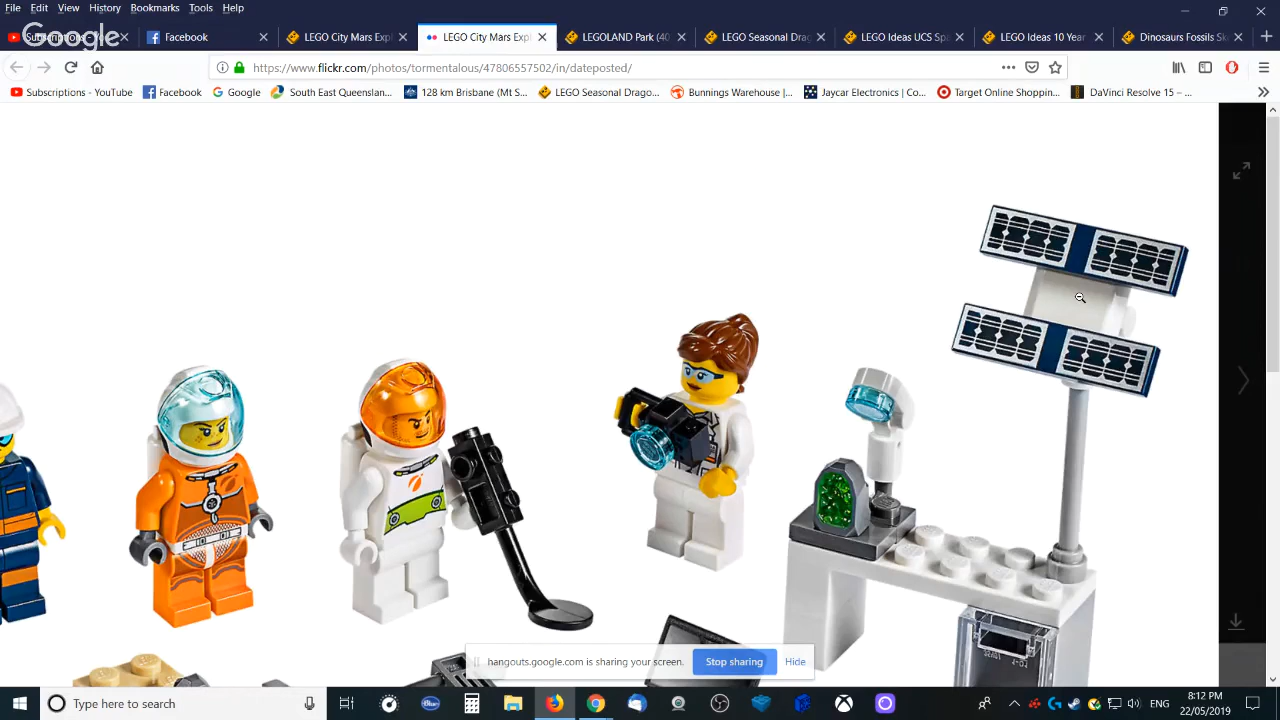 File Edit View History Bookmarks Tools Help
Google
Facebook
LEGO City Mars Expl
LEGO City Mars Expl
LEGOLAND Park (40
LEGO Seasonal Drag
LEGO Ideas UCS Sp
LEGO Ideas 10 Year
Dinosaurs Fossils Sk
https://www.flickr.com/photos/tormentalous/47806557502/in/dateposted/
Subscriptions - YouTube
Facebook
Google
South East Queenslan...
128 km Brisbane (Mt S...
LEGO Seasonal Drago...
Bunnings Warehouse |...
Jaycar Electronics | Co...
Target Online Shoppin...
DaVinci Resolve 15 – ...
hangouts.google.com is sharing your screen.
Stop sharing
Hide
Type here to search
ENG
8:12 PM
22/05/2019